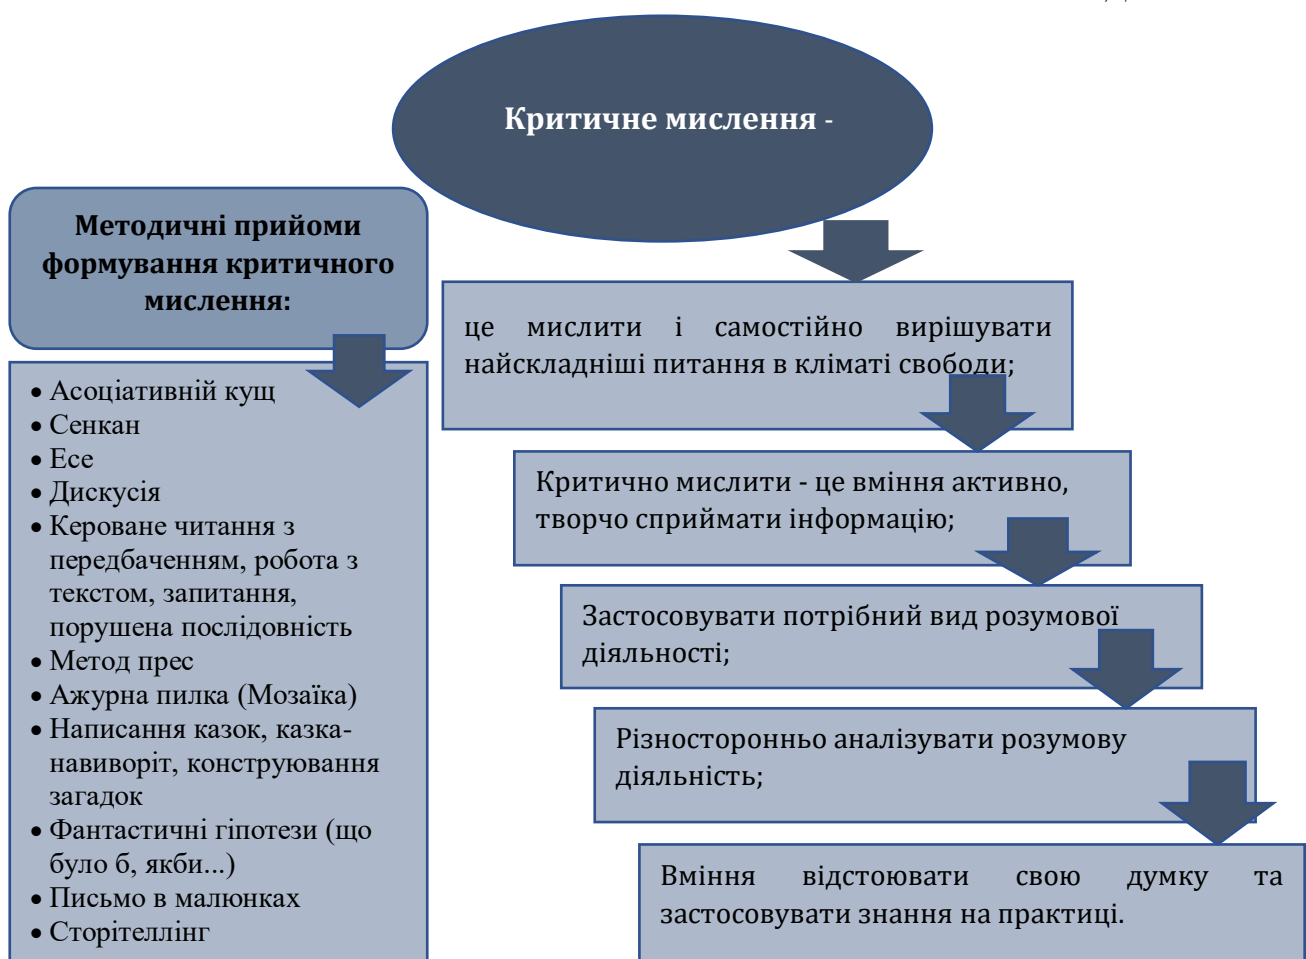 Критичне мислення -
Методичні прийоми
формування критичного
мислення:
• Асоціативній кущ
• Сенкан
• Есе
• Дискусія
• Кероване читання з
передбаченням, робота з
текстом, запитання,
порушена послідовність
• Метод прес
• Ажурна пилка (Мозаїка)
• Написання казок, казка-
навиворіт, конструювання
загадок
• Фантастичні гіпотези (що
було б, якби...)
• Письмо в малюнках
• Сторітеллінг
це мислити і самостійно вирішувати
найскладніші питання в кліматі свободи;
Критично мислити - це вміння активно,
творчо сприймати інформацію;
Застосовувати потрібний вид розумової
діяльності;
Різносторонньо аналізувати розумову
діяльність;
Вміння відстоювати свою думку та
застосовувати знання на практиці.